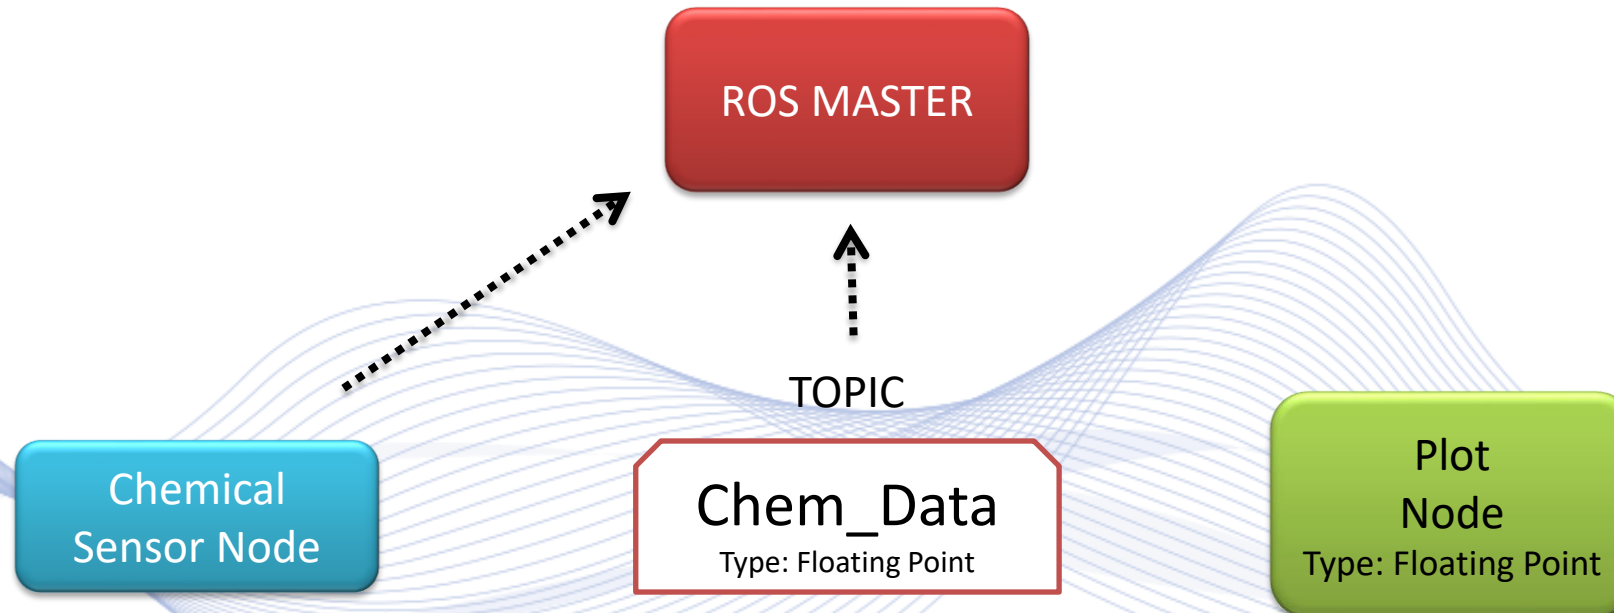 ROS MASTER
TOPIC
Chemical
Sensor Node
Chem_Data
Type: Floating Point
Plot
Node
Type: Floating Point